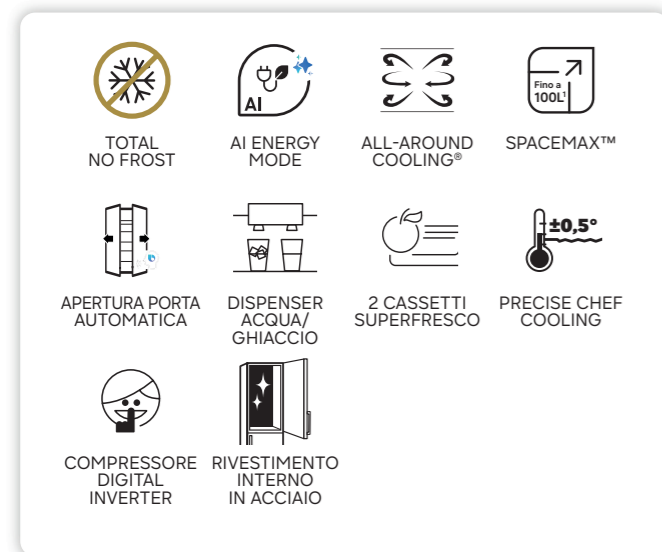 AI
Fino a
100L¹
TOTAL
NO FROST
AI ENERGY
MODE
ALL-AROUND
COOLING®
SPACEMAX™
±0,5°
APERTURA PORTA
AUTOMATICA
DISPENSER
ACQUA/
GHIACCIO
2 CASSETTI
SUPERFRESCO
PRECISE CHEF
COOLING
COMPRESSORE
DIGITAL
INVERTER
RIVESTIMENTO
INTERNO
IN ACCIAIO